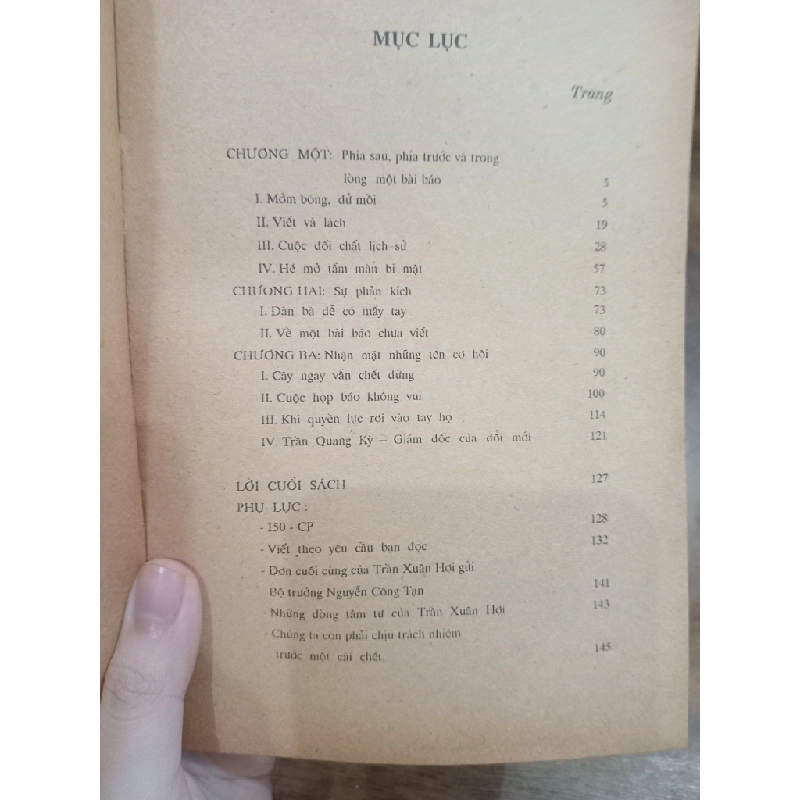 MỤC LỤC
Trang
CHƯƠNG MỘT: Phía sau, phía trước và trong
lòng một bài báo 5
I. Mỏm bóng, dử mồi 5
II. Viết và lách 19
III. Cuộc đối chất lịch-sử 28
IV. Hé mở tấm màn bí mật 57
CHƯƠNG HAI: Sự phản kích 73
I. Đàn bà dễ có mấy tay 73
II. Về một bài báo chưa viết 80
CHƯƠNG BA: Nhận mặt những tên cơ hội 90
I. Cây ngay vẫn chết đứng 90
II. Cuộc họp báo không vui 100
III. Khi quyền lực rơi vào tay họ 114
IV. Trần Quang Kỳ – Giám đốc của đổi mới 121
LỜI CUỐI SÁCH 127
PHỤ LỤC:
- 150 - CP 128
- Viết theo yêu cầu bạn đọc 132
- Đơn cuối cùng của Trần Xuân Hợi gửi
Bộ trưởng Nguyễn Công Tạn 141
- Những dòng tâm tư của Trần Xuân Hợi 143
- Chúng ta còn phải chịu trách nhiệm
trước một cái chết. 145